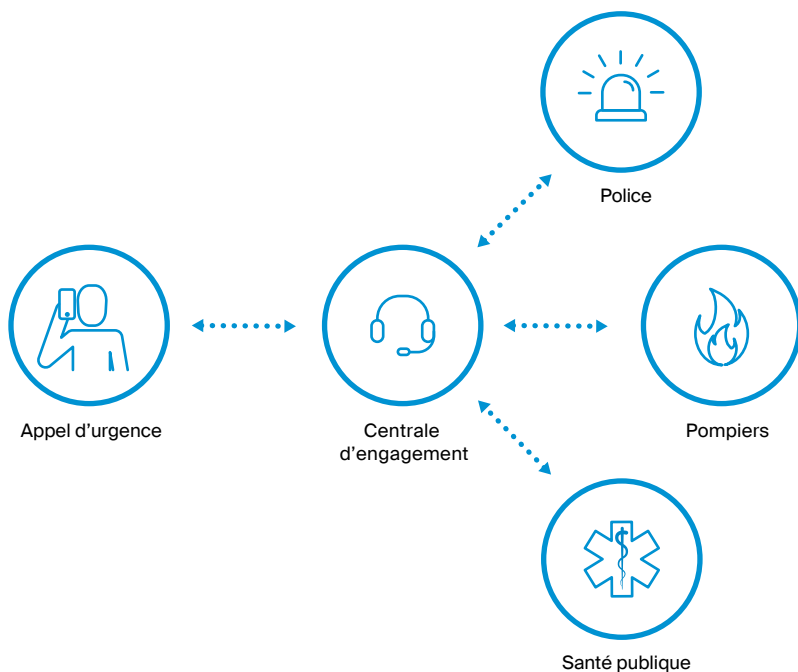 Police
Appel d’urgence
Centrale
d’engagement
Pompiers
Santé publique